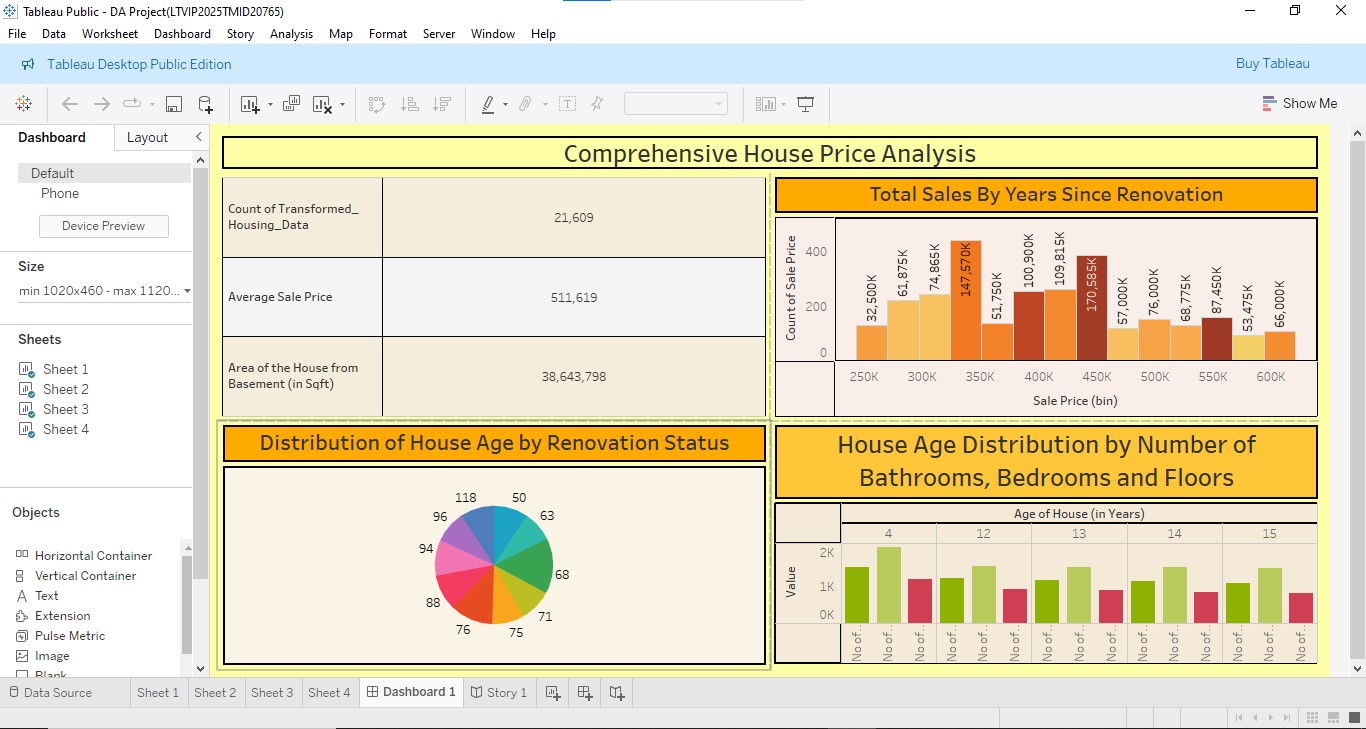 Tableau Public - DA Project(LTVIP2025TMID20765)
File Data Worksheet Dashboard Story Analysis Map Format Server Window Help
Tableau Desktop Public Edition
Buy Tableau
Show Me
Dashboard Layout
Default
Phone
Device Preview
Size
min 1020x460 - max 1120...
Sheets
Sheet 1
Sheet 2
Sheet 3
Sheet 4
Objects
Horizontal Container
Vertical Container
Text
Extension
Pulse Metric
Image
Blank
Comprehensive House Price Analysis
Count of Transformed_
Housing_Data
21,609
Average Sale Price
511,619
Area of the House from
Basement (in Sqft)
38,643,798
Total Sales By Years Since Renovation
Count of Sale Price
400
200
0
32,500K
61,875K
74,865K
147,570K
51,750K
100,900K
109,815K
170,585K
57,000K
76,000K
68,775K
87,450K
53,475K
66,000K
250K 300K 350K 400K 450K 500K 550K 600K
Sale Price (bin)
Distribution of House Age by Renovation Status
118 50
96 63
94
68
88 71
76 75
House Age Distribution by Number of
Bathrooms, Bedrooms and Floors
Age of House (in Years)
4 12 13 14 15
Value
2K
1K
0K
No of.. No of.. No of.. No of.. No of.. No of.. No of.. No of.. No of.. No of.. No of.. No of.. No of.. No of.. No of..
Data Source Sheet 1 Sheet 2 Sheet 3 Sheet 4 Dashboard 1 Story 1